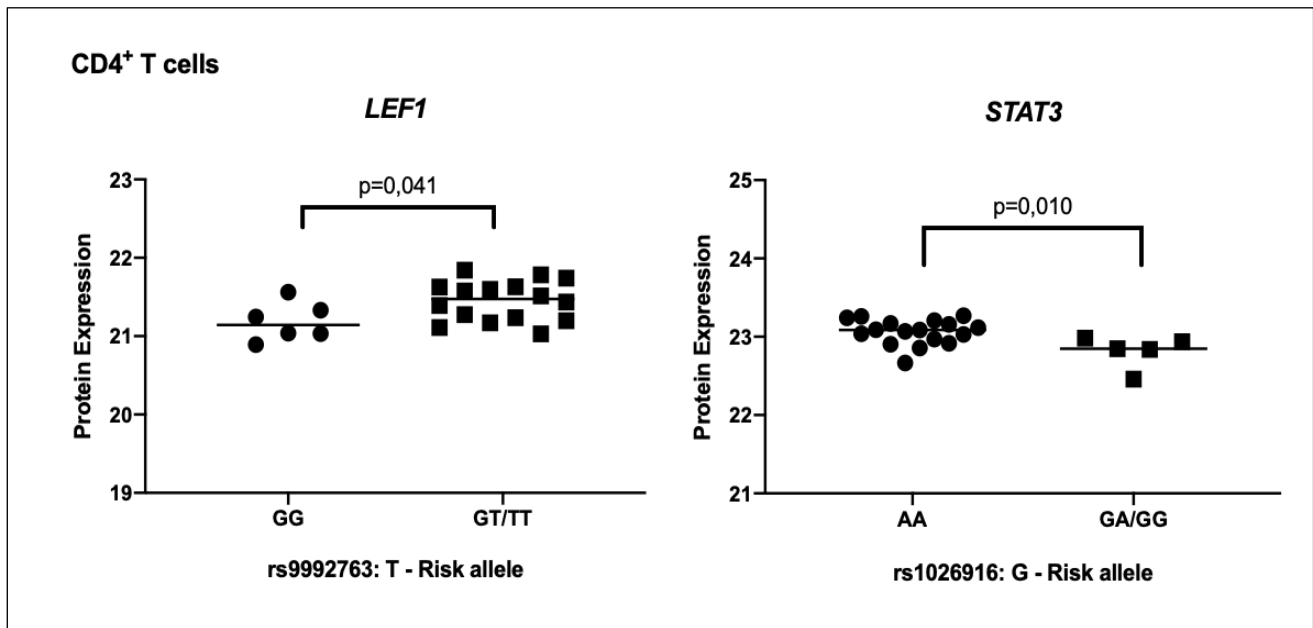 CD4+ T cells
LEF1
23
22
21
20
19
Protein Expression
p=0,041
GG
GT/TT
rs9992763: T - Risk allele
STAT3
25
24
23
22
21
Protein Expression
p=0,010
AA
GA/GG
rs1026916: G - Risk allele